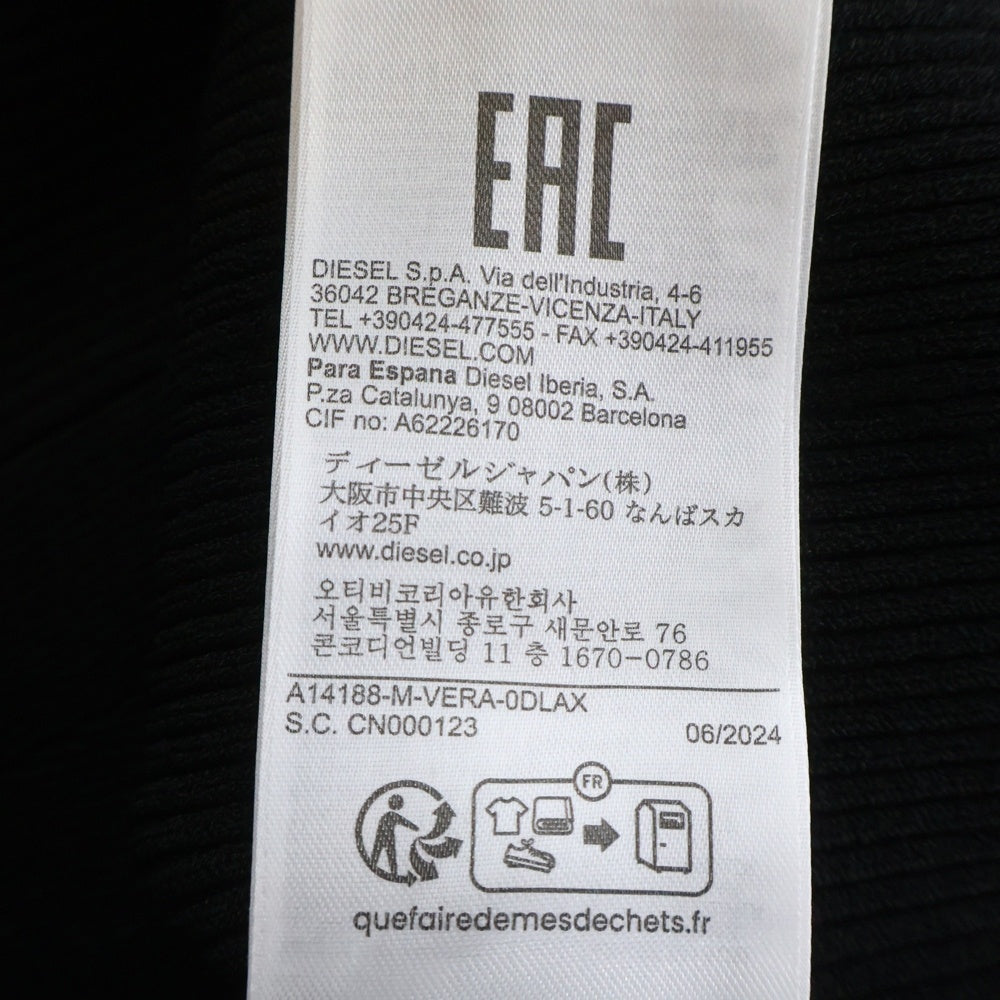 EAC
DIESEL S.p.A. Via dell'Industria, 4-6
36042 BREGANZE-VICENZA-ITALY
TEL +390424-477555 - FAX +390424-411955
WWW.DIESEL.COM
Para Espana Diesel Iberia, S.A.
P.za Catalunya, 9 08002 Barcelona
CIF no: A62226170
ディーゼルジャパン(株)
大阪市中央区難波 5-1-60 なんばスカ
イオ25F
www.diesel.co.jp
오티비코리아유한회사
서울특별시 종로구 새문안로 76
콘코디언빌딩 11 층 1670-0786
A14188-M-VERA-0DLAX
S.C. CN000123 06/2024
FR
quefairedemesdechets.fr